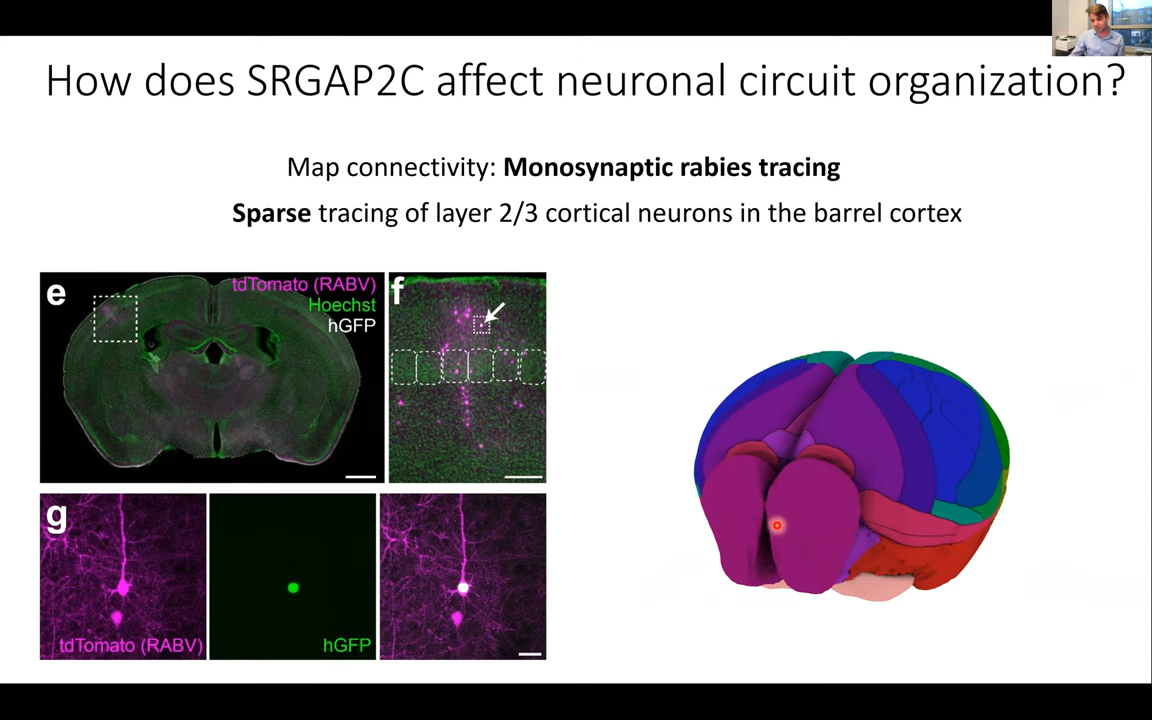 How does SRGAP2C affect neuronal circuit organization?
Map connectivity: Monosynaptic rabies tracing
Sparse tracing of layer 2/3 cortical neurons in the barrel cortex
e
tdTomato (RABV)
Hoechst
hGFP
f
g
tdTomato (RABV)
hGFP